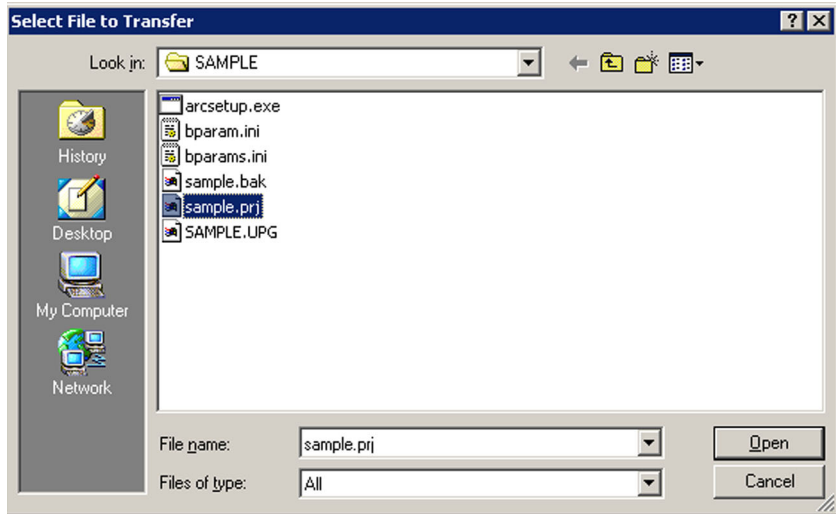 Select File to Transfer
Look in: SAMPLE
History
Desktop
My Computer
Network
arcsetup.exe
bparam.ini
bparams.ini
sample.bak
sample.prj
SAMPLE.UPG
File name: sample.prj Open
Files of type: All Cancel